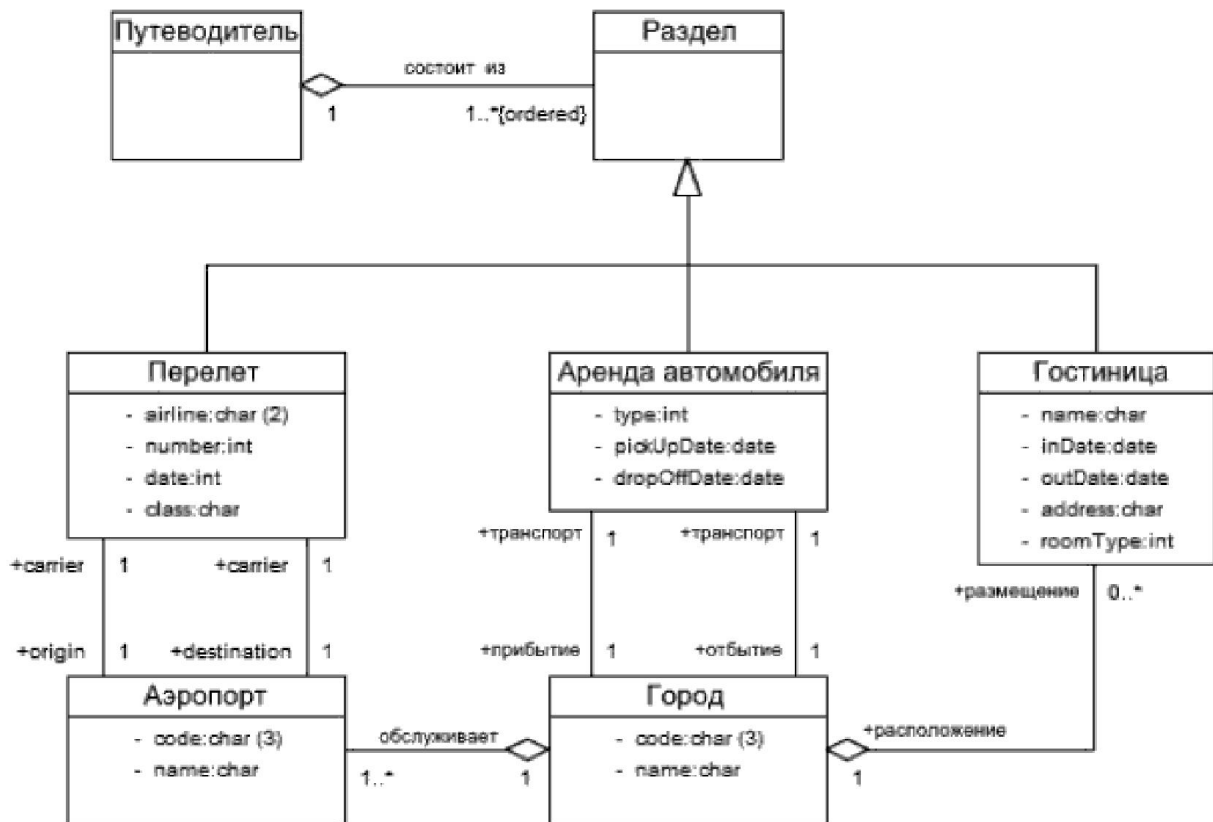 Путеводитель
Раздел
состоит из
1
1..*{ordered}
Перелет
- airline:char (2)
- number:int
- date:int
- class:char
Аренда автомобиля
- type:int
- pickUpDate:date
- dropOffDate:date
Гостиница
- name:char
- inDate:date
- outDate:date
- address:char
- roomType:int
+carrier 1 +carrier 1
+транспорт 1 +транспорт 1
+размещение 0..*
+origin 1 +destination 1
+прибытие 1 +отбытие 1
Аэропорт
- code:char (3)
- name:char
обслуживает
1..*
1
Город
- code:char (3)
- name:char
+расположение
1